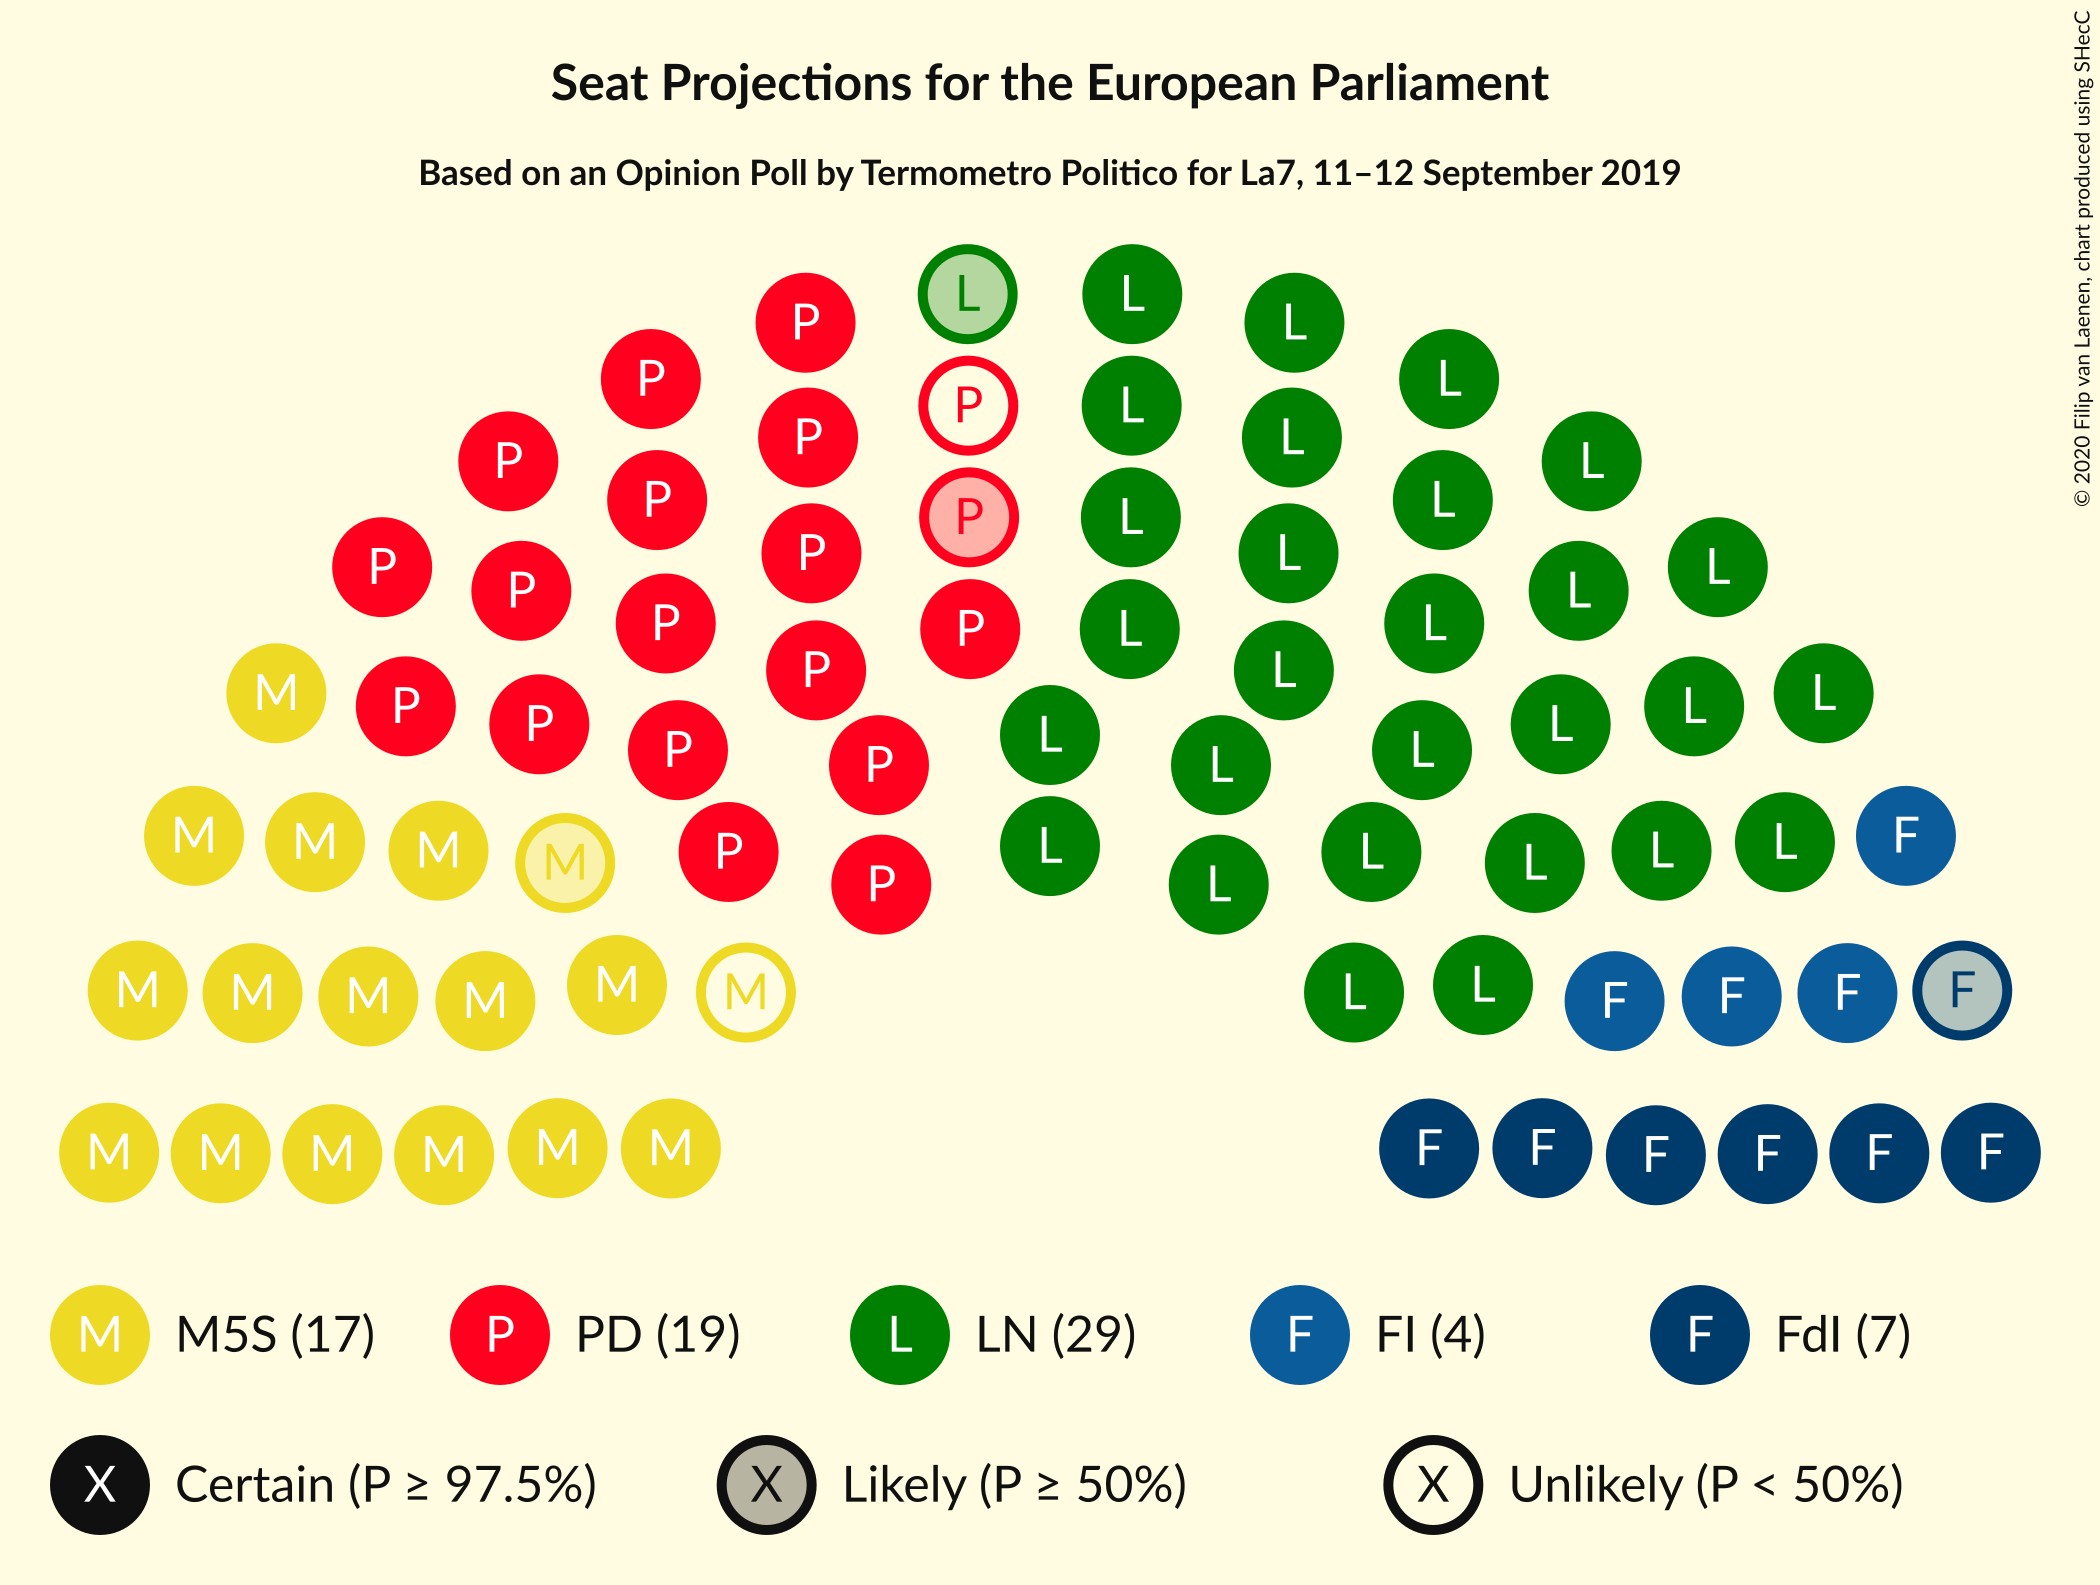 Seat Projections for the European Parliament
Based on an Opinion Poll by Termometro Politico for La7, 11–12 September 2019
© 2020 Filip van Laenen, chart produced using SHecC
L L
P L
P L
P L
P L
P L
P L
P L
P L
P L
P L
P L
P L
P L
M L
P L
P L
L
P L
P L
M F
M L
L
M P L L
M L
P L
M M M M M M L L F F F F
M M M M M M F F F F F F
M M5S (17) P PD (19) L LN (29) F FI (4) F FdI (7)
X Certain (P ≥ 97.5%) X Likely (P ≥ 50%) X Unlikely (P < 50%)